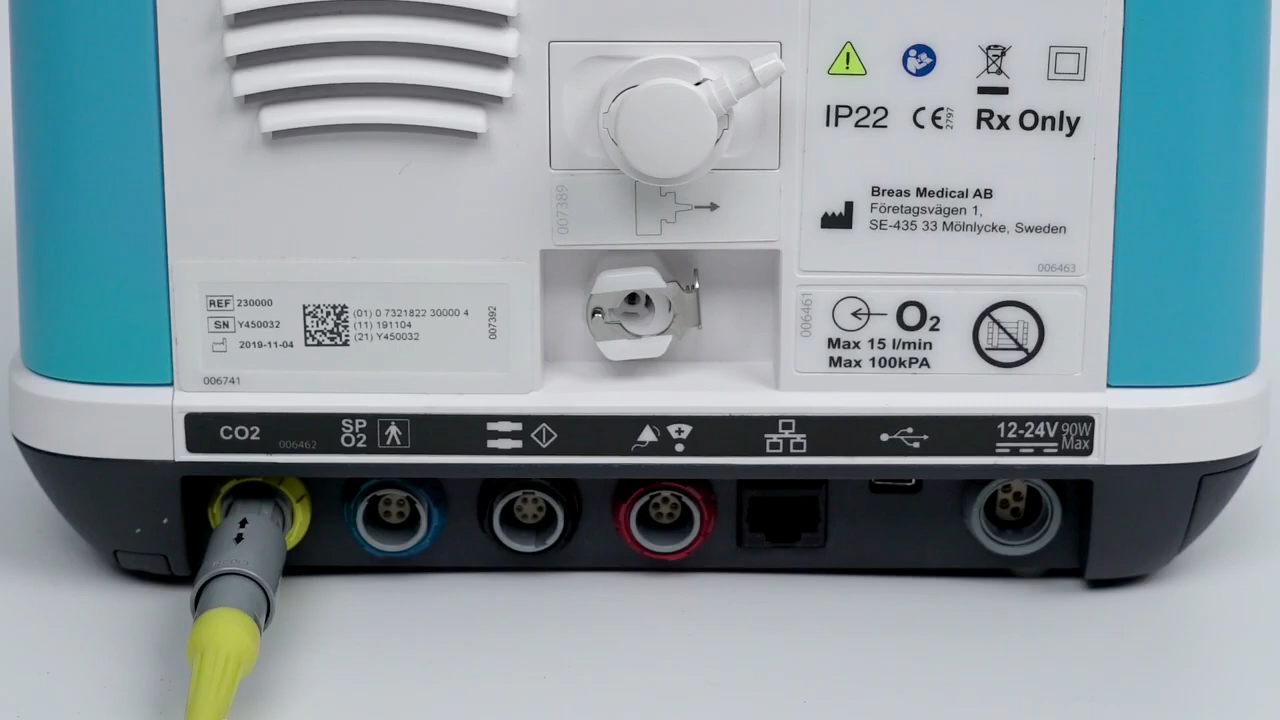 IP22
CE
2797
Rx Only
Breas Medical AB
Företagsvägen 1,
SE-435 33 Mölnlycke, Sweden
006463
007389
REF 230000
SN Y450032
2019-11-04
(01) 0 7321822 30000 4
(11) 191104
(21) Y450032
007392
006741
006461
O2
Max 15 l/min
Max 100kPA
CO2
006462
SP
O2
12-24V
90W
Max